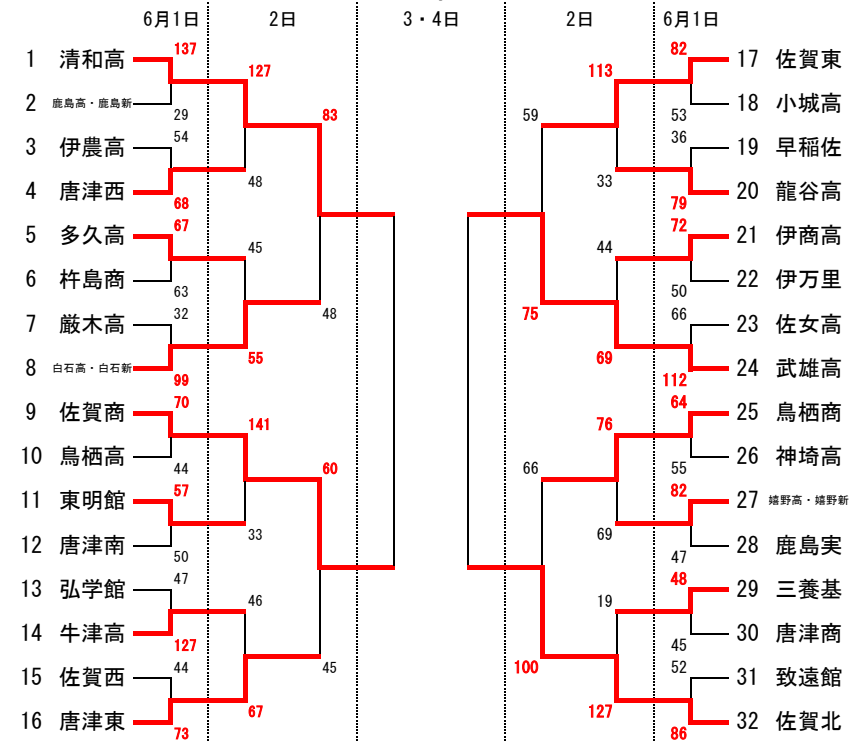 6月1日 2日 3・4日 2日 6月1日
137 82
1 清和高 17 佐賀東
127 113
2 鹿島高・鹿島新 18 小城高
29 83 59 53
54 36
3 伊農高 19 早稲佐
48 33
4 唐津西 20 龍谷高
68 79
67 72
5 多久高 21 伊商高
45 44
6 杵島商 22 伊万里
63 50
32 48 75 66
7 厳木高 23 佐女高
55 69
8 白石高・白石新 24 武雄高
99 112
70 64
9 佐賀商 25 鳥栖商
141 76
10 鳥栖高 26 神埼高
44 60 66 55
57 82
11 東明館 27 嬉野高・嬉野新
33 69
12 唐津南 28 鹿島実
50 47
47 48
13 弘学館 29 三養基
46 19
14 牛津高 30 唐津商
127 45
44 45 100 52
15 佐賀西 31 致遠館
67 127
16 唐津東 32 佐賀北
73 86